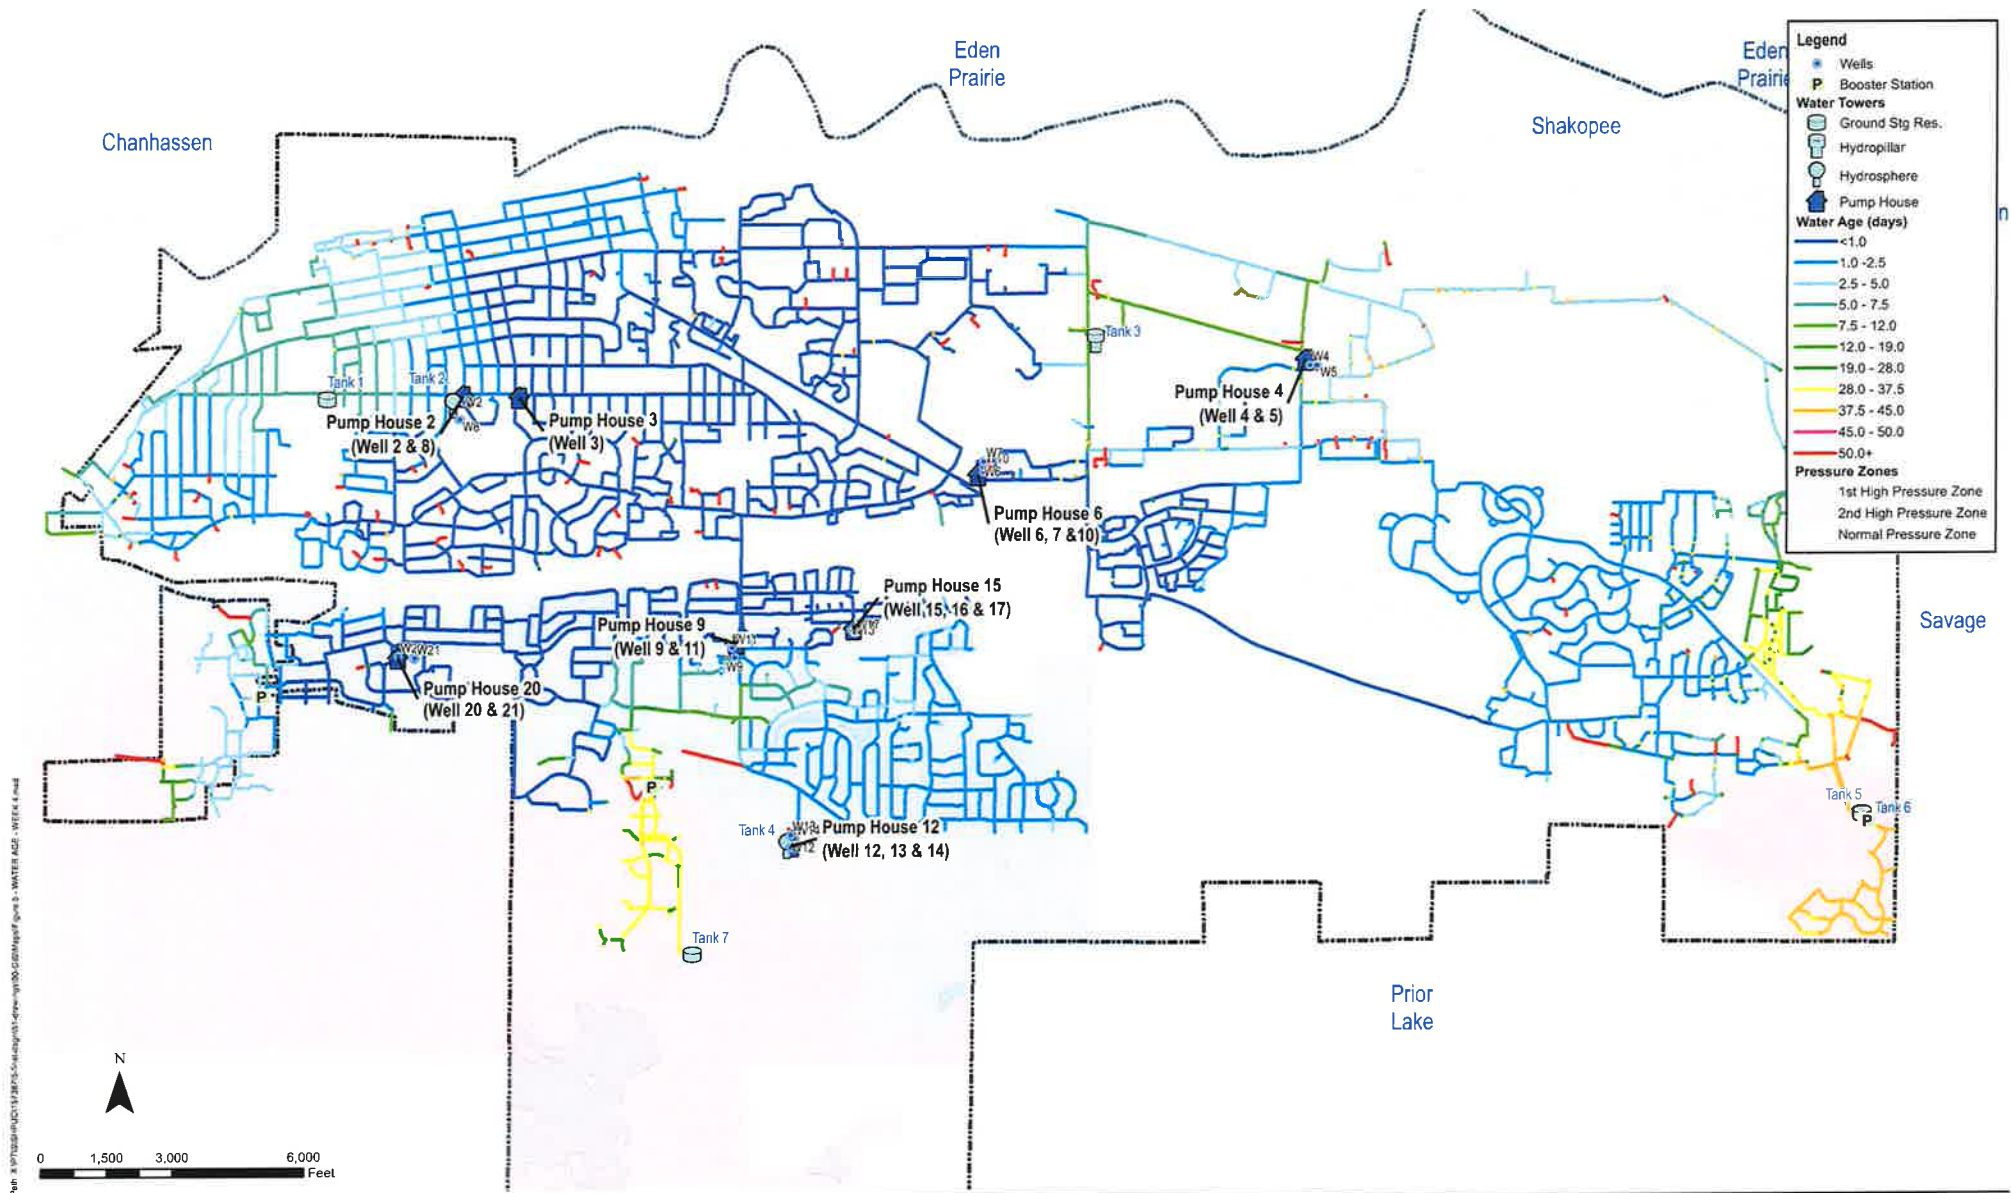 Eden
Prairie
Eden
Prairie
Chanhassen
Shakopee
Legend
Wells
P Booster Station
Water Towers
Ground Stg Res.
Hydropillar
Hydrosphere
Pump House
Water Age (days)
<1.0
1.0 -2.5
2.5 - 5.0
5.0 - 7.5
7.5 - 12.0
12.0 - 19.0
19.0 - 28.0
28.0 - 37.5
37.5 - 45.0
45.0 - 50.0
50.0+
Pressure Zones
1st High Pressure Zone
2nd High Pressure Zone
Normal Pressure Zone
n
Tank 3
W4
W5
Pump House 4
(Well 4 & 5)
Tank 1
Tank 2
Pump House 2
(Well 2 & 8)
Pump House 3
(Well 3)
Pump House 6
(Well 6, 7 &10)
Pump House 15
(Well 15, 16 & 17)
Pump House 9
(Well 9 & 11)
W11
W9
W21
Pump House 20
(Well 20 & 21)
P
P
Savage
Tank 4
Pump House 12
(Well 12, 13 & 14)
Tank 5
Tank 6
P
Tank 7
Prior
Lake
N
0 1,500 3,000 6,000
Feet